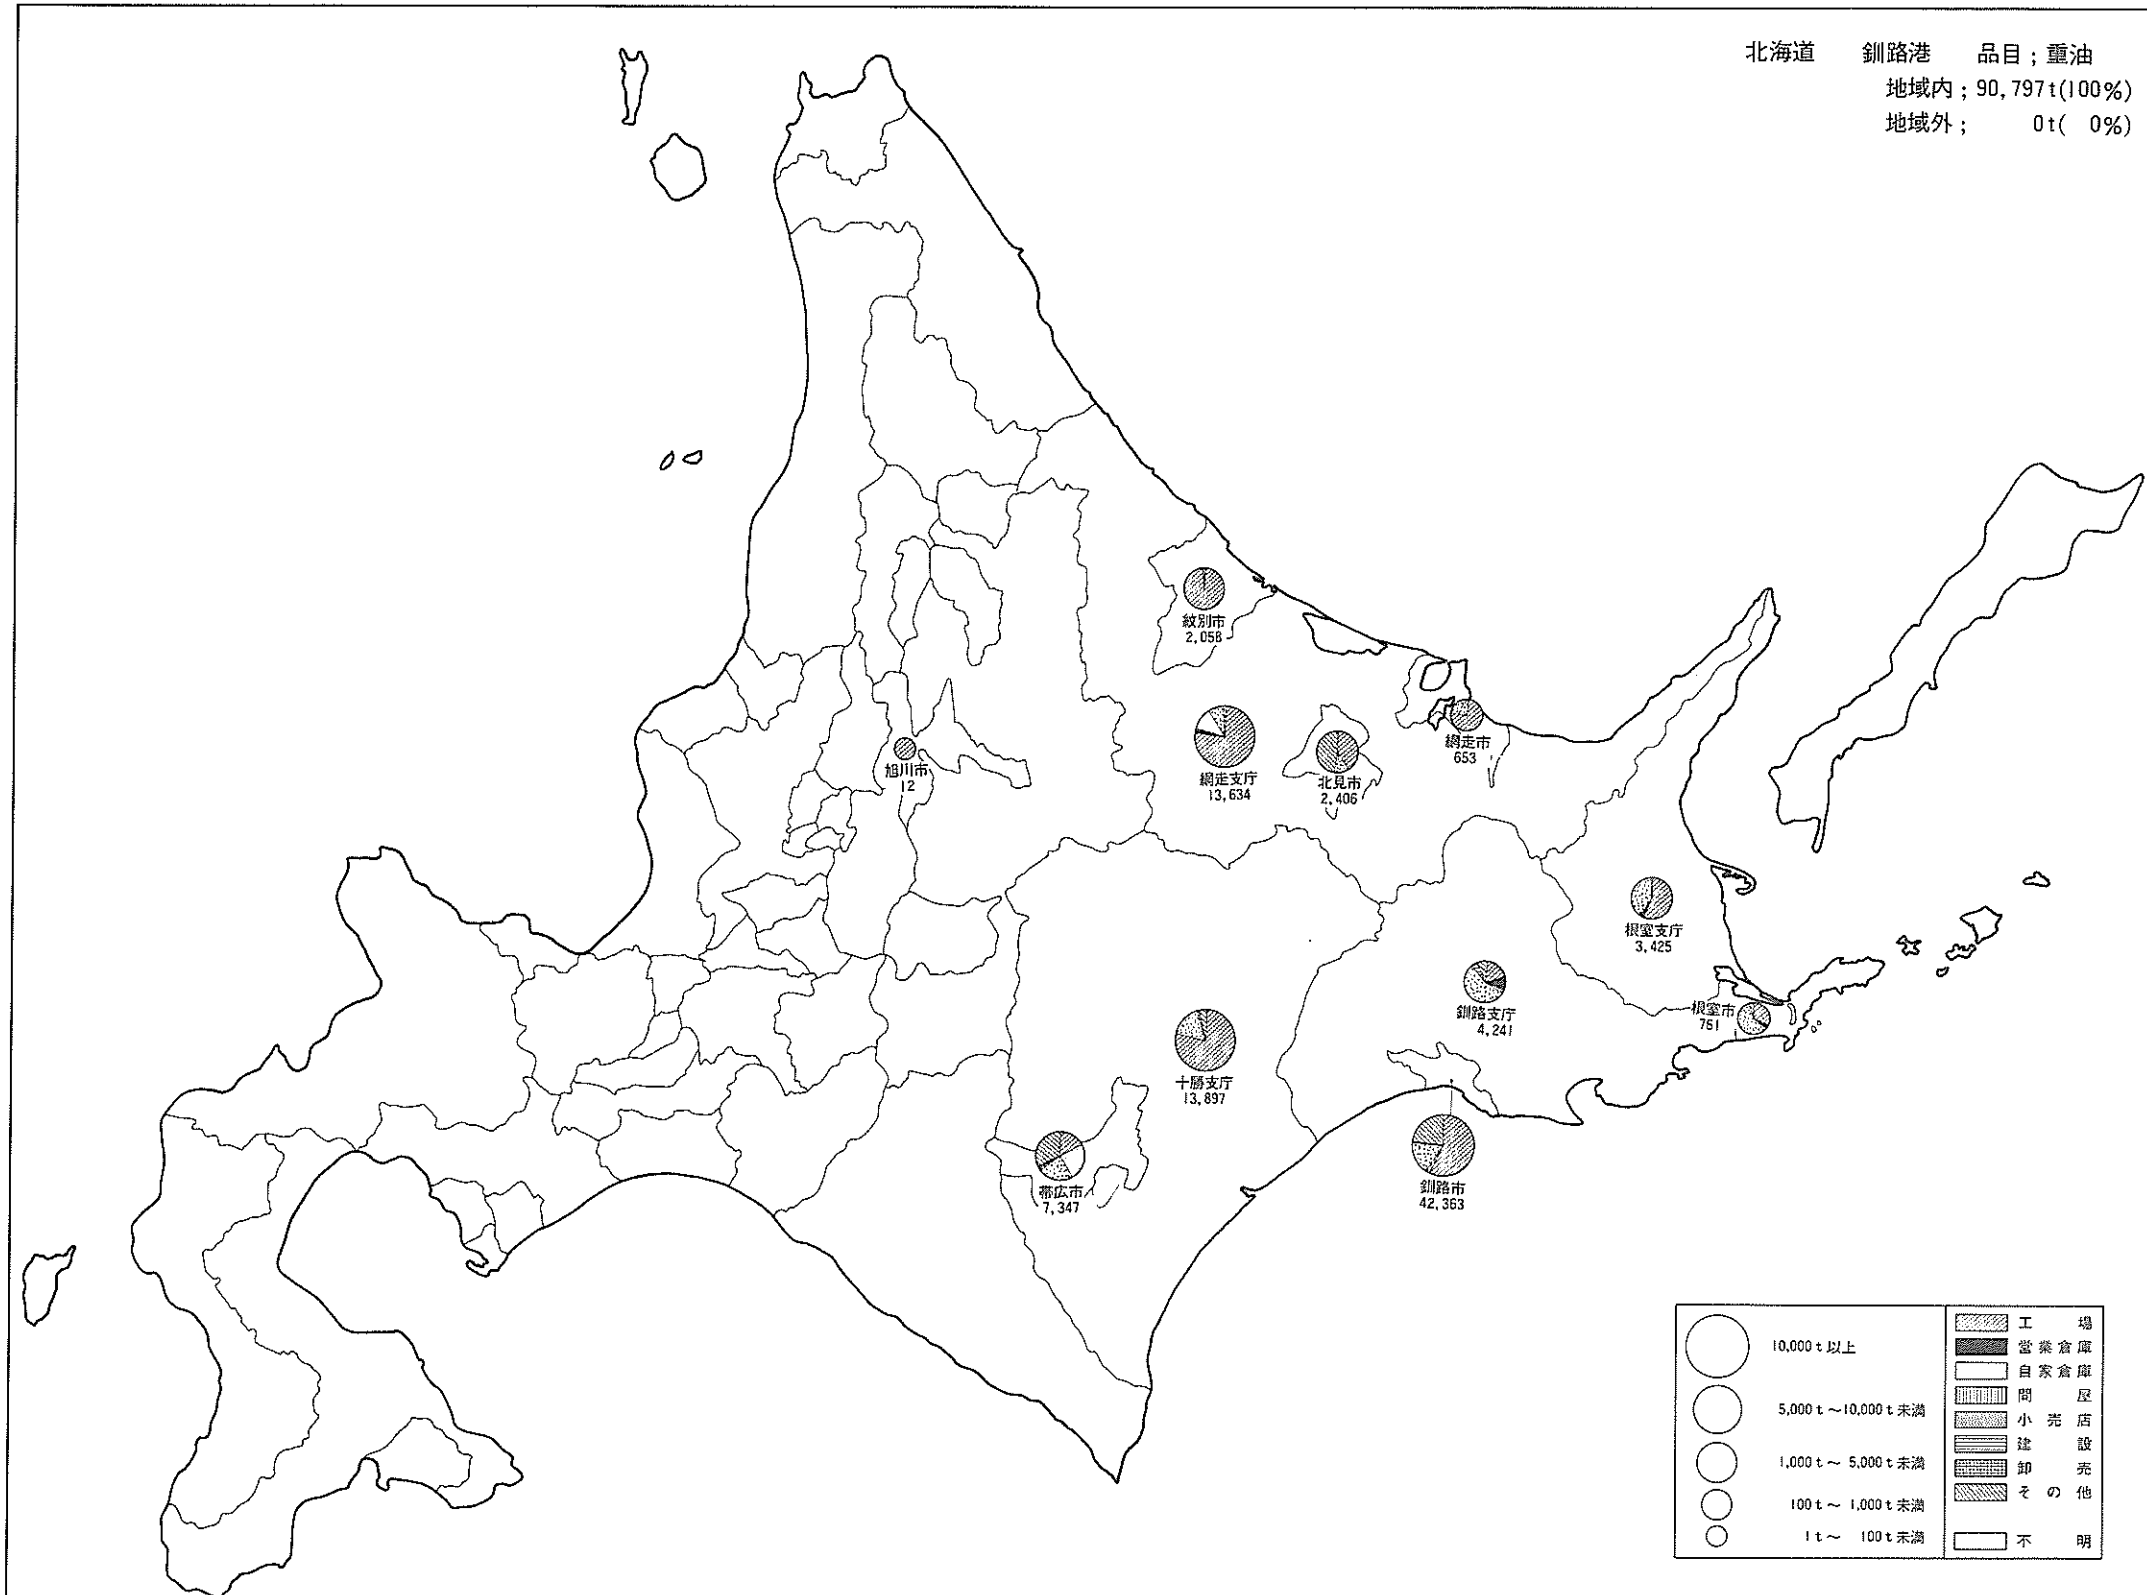 北海道 釧路港 品目；重油
地域内；90,797t(100%)
地域外； 0t( 0%)
紋別市
2,058
網走市
653
旭川市
12
網走支庁
13,634
北見市
2,406
根室支庁
3,425
釧路支庁
4,241
根室市
761
十勝支庁
13,897
帯広市
7,347
釧路市
42,363
10,000t以上
5,000t～10,000t未満
1,000t～ 5,000t未満
100t～ 1,000t未満
1t～ 100t未満
工場
営業倉庫
自家倉庫
問屋
小売店
建設
卸売
その他
不明